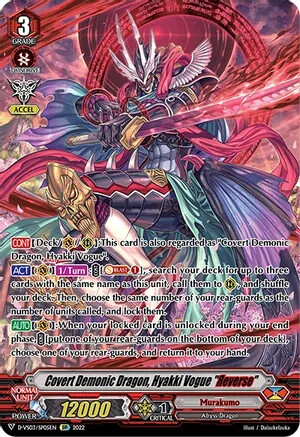 3
GRADE
TWIN DRIVE
ACCEL
CONT [Deck/ / ]:This card is also regarded as "Covert Demonic
Dragon, Hyakki Vogue".
ACT [ ] 1/Turn : [ SOUL BLAST 1 ], search your deck for up to three
cards with the same name as this unit, call them to , and shuffle
your deck. Then, choose the same number of your rear-guards as the
number of units called, and lock them.
AUTO [ ]:When your locked card is unlocked during your end
phase [put one of your rear-guards on the bottom of your deck],
choose one of your rear-guards, and return it to your hand.
Covert Demonic Dragon, Hyakki Vogue "Reverse"
NORMAL UNIT
POWER 12000
1
CRITICAL
Murakumo
Abyss Dragon
D-VS03/SP05EN SP 2022
Illust / Daisukelzuka